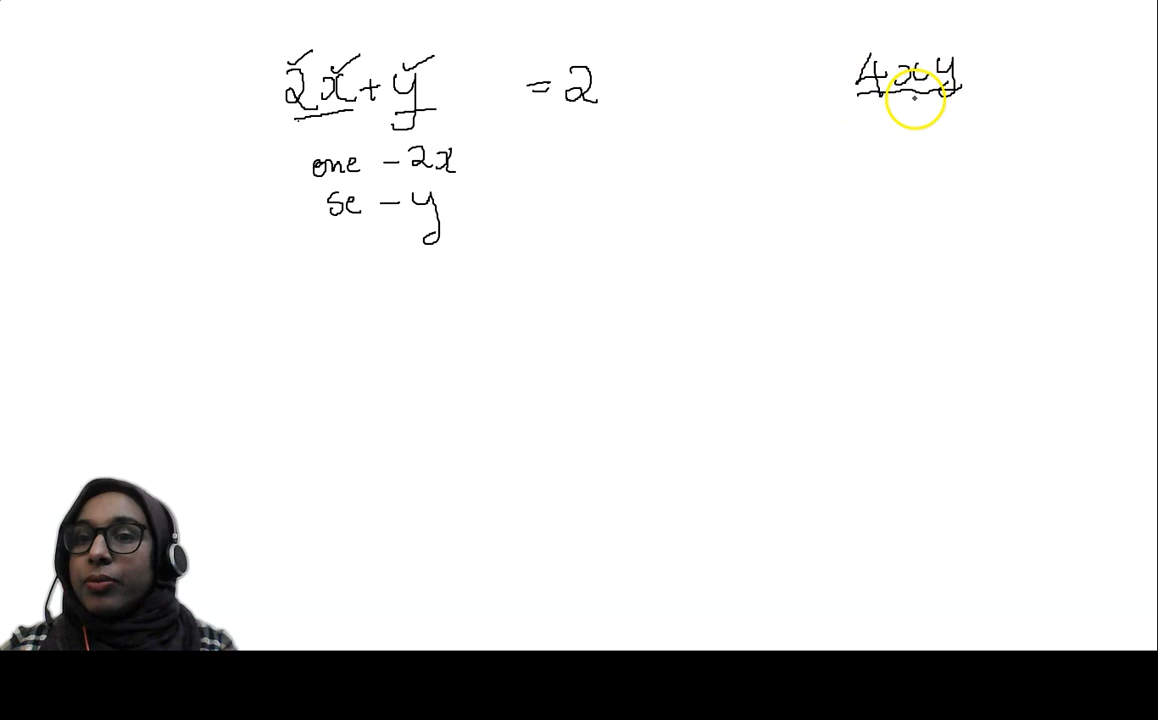 2x + y = 2
4xy
one - 2x
se - y